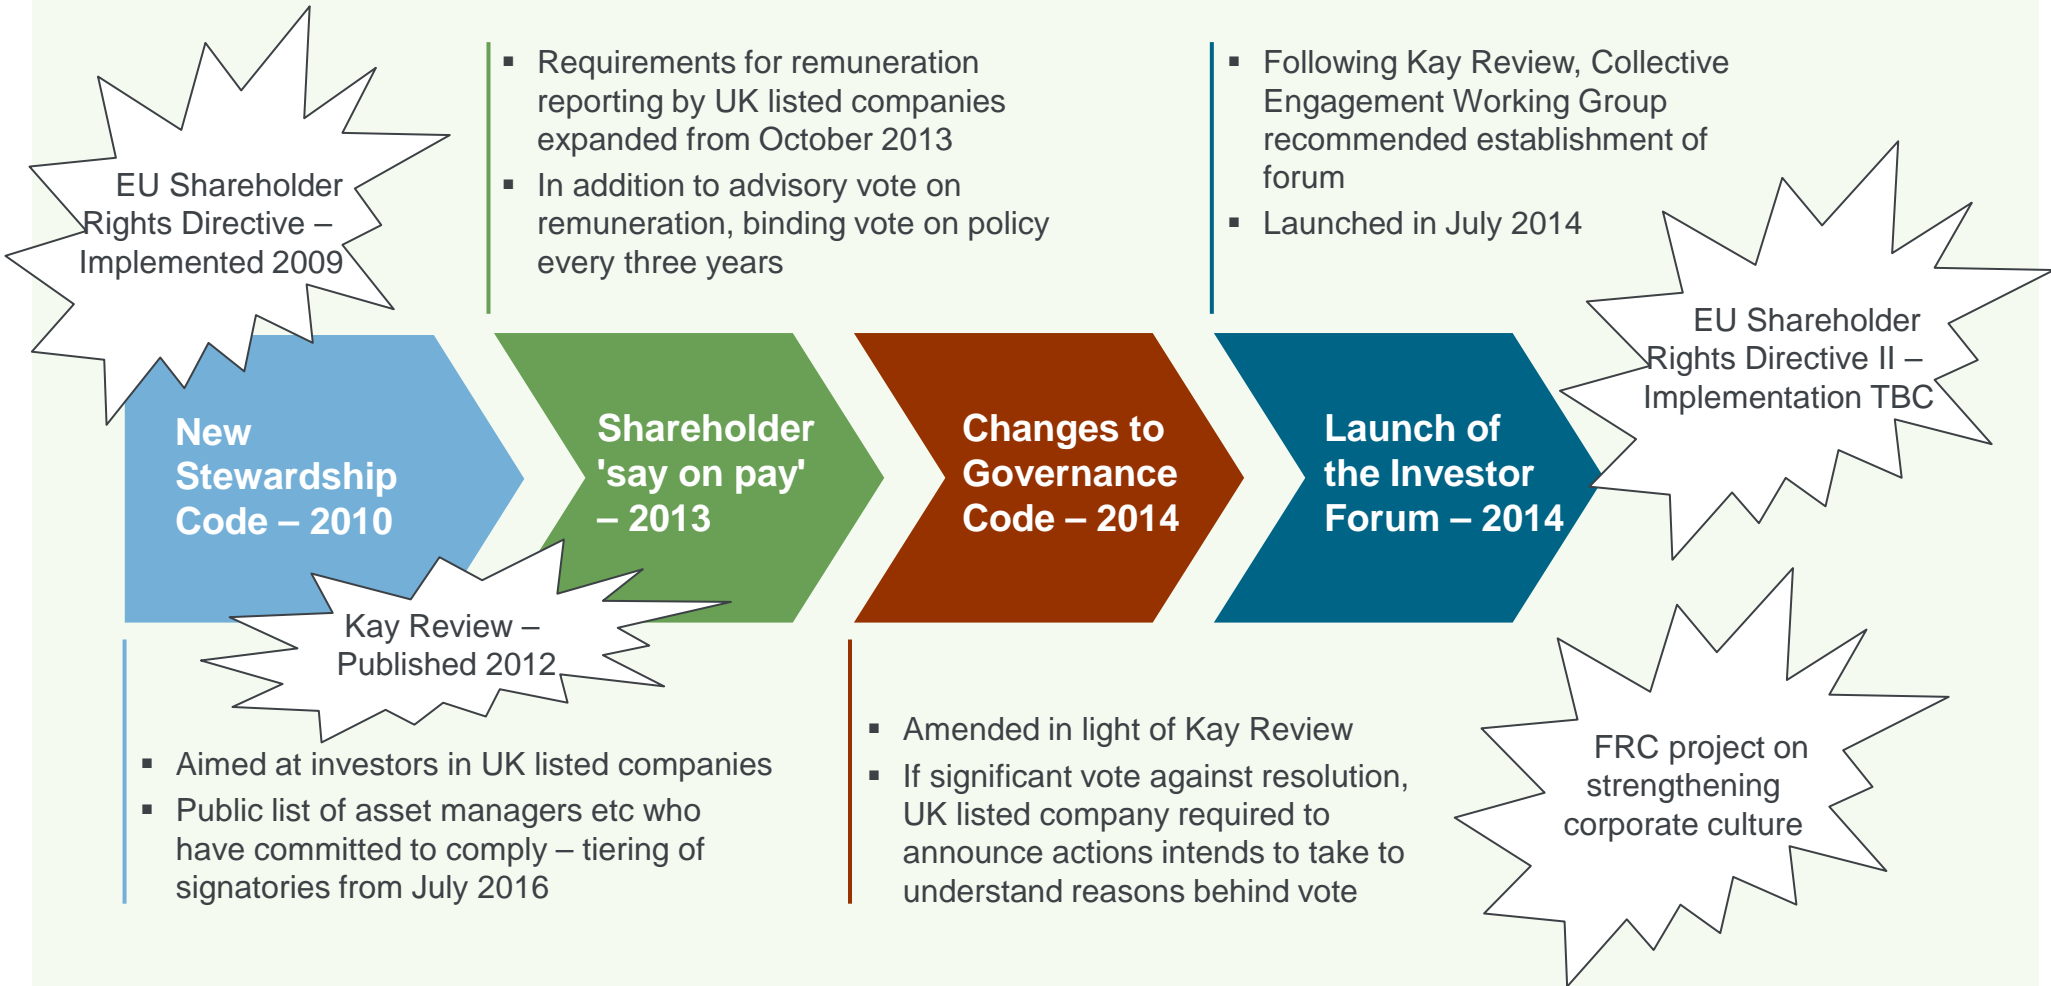 EU Shareholder
Rights Directive –
Implemented 2009
▪ Requirements for remuneration
reporting by UK listed companies
expanded from October 2013
▪ In addition to advisory vote on
remuneration, binding vote on policy
every three years
▪ Following Kay Review, Collective
Engagement Working Group
recommended establishment of
forum
▪ Launched in July 2014
EU Shareholder
Rights Directive II –
Implementation TBC
New
Stewardship
Code – 2010
Shareholder
'say on pay'
– 2013
Changes to
Governance
Code – 2014
Launch of
the Investor
Forum – 2014
Kay Review –
Published 2012
▪ Aimed at investors in UK listed companies
▪ Public list of asset managers etc who
have committed to comply – tiering of
signatories from July 2016
▪ Amended in light of Kay Review
▪ If significant vote against resolution,
UK listed company required to
announce actions intends to take to
understand reasons behind vote
FRC project on
strengthening
corporate culture